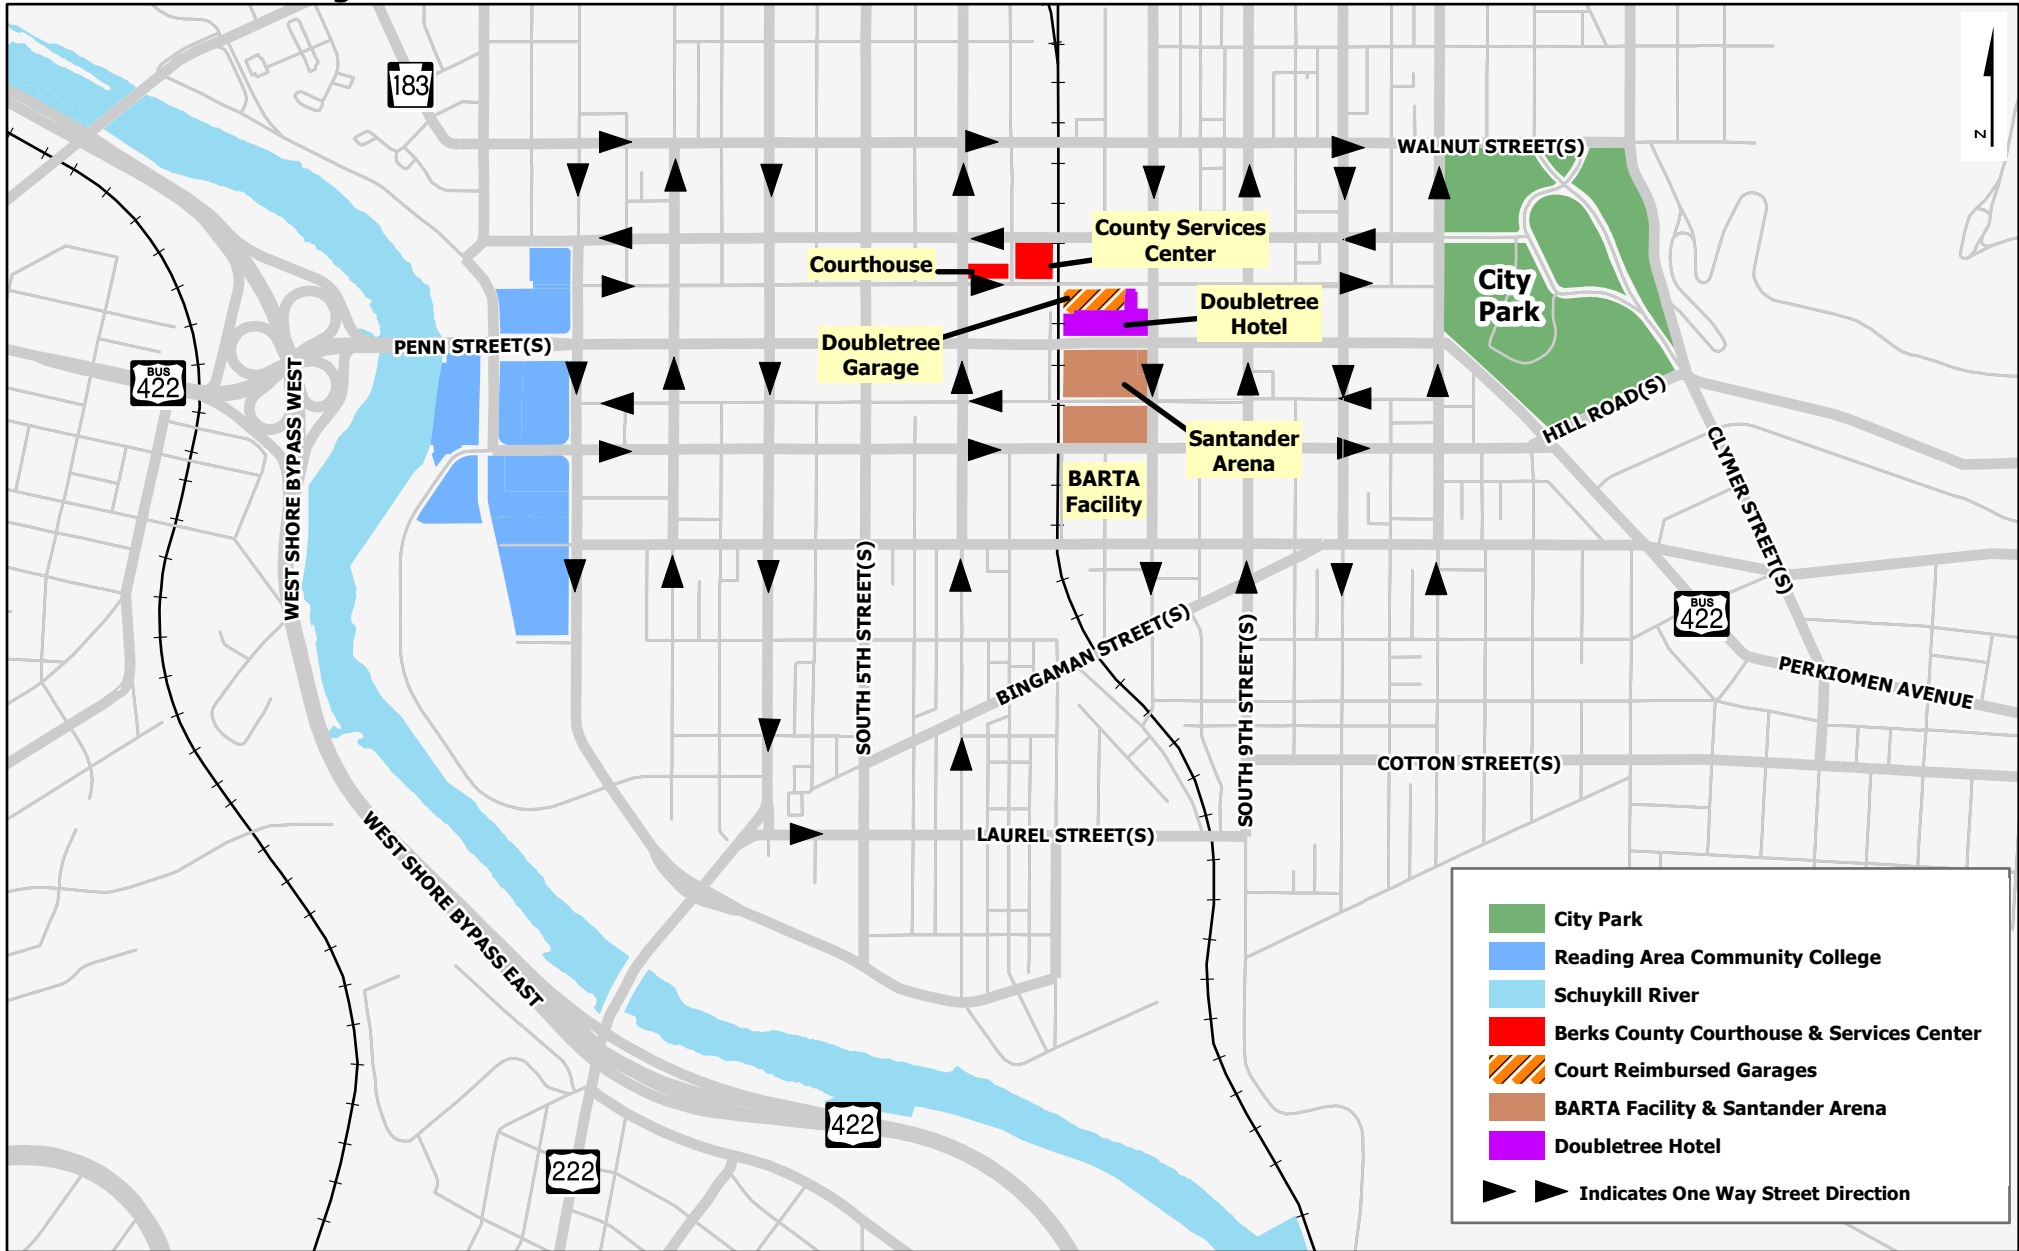 183
WALNUT STREET(S)
Z
County Services
Center
Courthouse
City
Park
Doubletree
Hotel
Doubletree
Garage
PENN STREET(S)
BUS
422
WEST SHORE BYPASS WEST
HILL ROAD(S)
Santander
Arena
BARTA
Facility
CLYMER STREET(S)
SOUTH 5TH STREET(S)
BINGAMAN STREET(S)
SOUTH 9TH STREET(S)
BUS
422
PERKIOMEN AVENUE
COTTON STREET(S)
LAUREL STREET(S)
WEST SHORE BYPASS EAST
422
222
City Park
Reading Area Community College
Schuykill River
Berks County Courthouse & Services Center
Court Reimbursed Garages
BARTA Facility & Santander Arena
Doubletree Hotel
Indicates One Way Street Direction